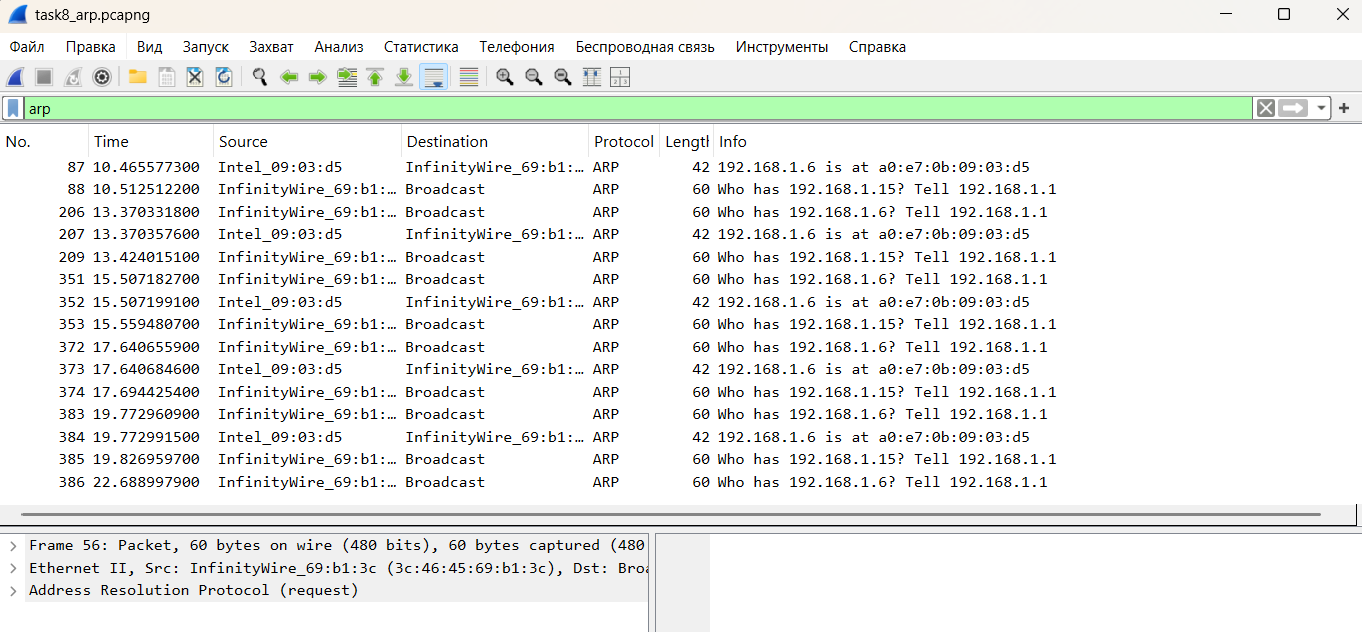 task8_arp.pcapng
Файл Правка Вид Запуск Захват Анализ Статистика Телефония Беспроводная связь Инструменты Справка
arp
No. Time Source Destination Protocol Lengtl Info
87 10.465577300 Intel_09:03:d5 InfinityWire_69:b1:… ARP 42 192.168.1.6 is at a0:e7:0b:09:03:d5
88 10.512512200 InfinityWire_69:b1:… Broadcast ARP 60 Who has 192.168.1.15? Tell 192.168.1.1
206 13.370331800 InfinityWire_69:b1:… Broadcast ARP 60 Who has 192.168.1.6? Tell 192.168.1.1
207 13.370357600 Intel_09:03:d5 InfinityWire_69:b1:… ARP 42 192.168.1.6 is at a0:e7:0b:09:03:d5
209 13.424015100 InfinityWire_69:b1:… Broadcast ARP 60 Who has 192.168.1.15? Tell 192.168.1.1
351 15.507182700 InfinityWire_69:b1:… Broadcast ARP 60 Who has 192.168.1.6? Tell 192.168.1.1
352 15.507199100 Intel_09:03:d5 InfinityWire_69:b1:… ARP 42 192.168.1.6 is at a0:e7:0b:09:03:d5
353 15.559480700 InfinityWire_69:b1:… Broadcast ARP 60 Who has 192.168.1.15? Tell 192.168.1.1
372 17.640655900 InfinityWire_69:b1:… Broadcast ARP 60 Who has 192.168.1.6? Tell 192.168.1.1
373 17.640684600 Intel_09:03:d5 InfinityWire_69:b1:… ARP 42 192.168.1.6 is at a0:e7:0b:09:03:d5
374 17.694425400 InfinityWire_69:b1:… Broadcast ARP 60 Who has 192.168.1.15? Tell 192.168.1.1
383 19.772960900 InfinityWire_69:b1:… Broadcast ARP 60 Who has 192.168.1.6? Tell 192.168.1.1
384 19.772991500 Intel_09:03:d5 InfinityWire_69:b1:… ARP 42 192.168.1.6 is at a0:e7:0b:09:03:d5
385 19.826959700 InfinityWire_69:b1:… Broadcast ARP 60 Who has 192.168.1.15? Tell 192.168.1.1
386 22.688997900 InfinityWire_69:b1:… Broadcast ARP 60 Who has 192.168.1.6? Tell 192.168.1.1
Frame 56: Packet, 60 bytes on wire (480 bits), 60 bytes captured (480
Ethernet II, Src: InfinityWire_69:b1:3c (3c:46:45:69:b1:3c), Dst: Broa
Address Resolution Protocol (request)